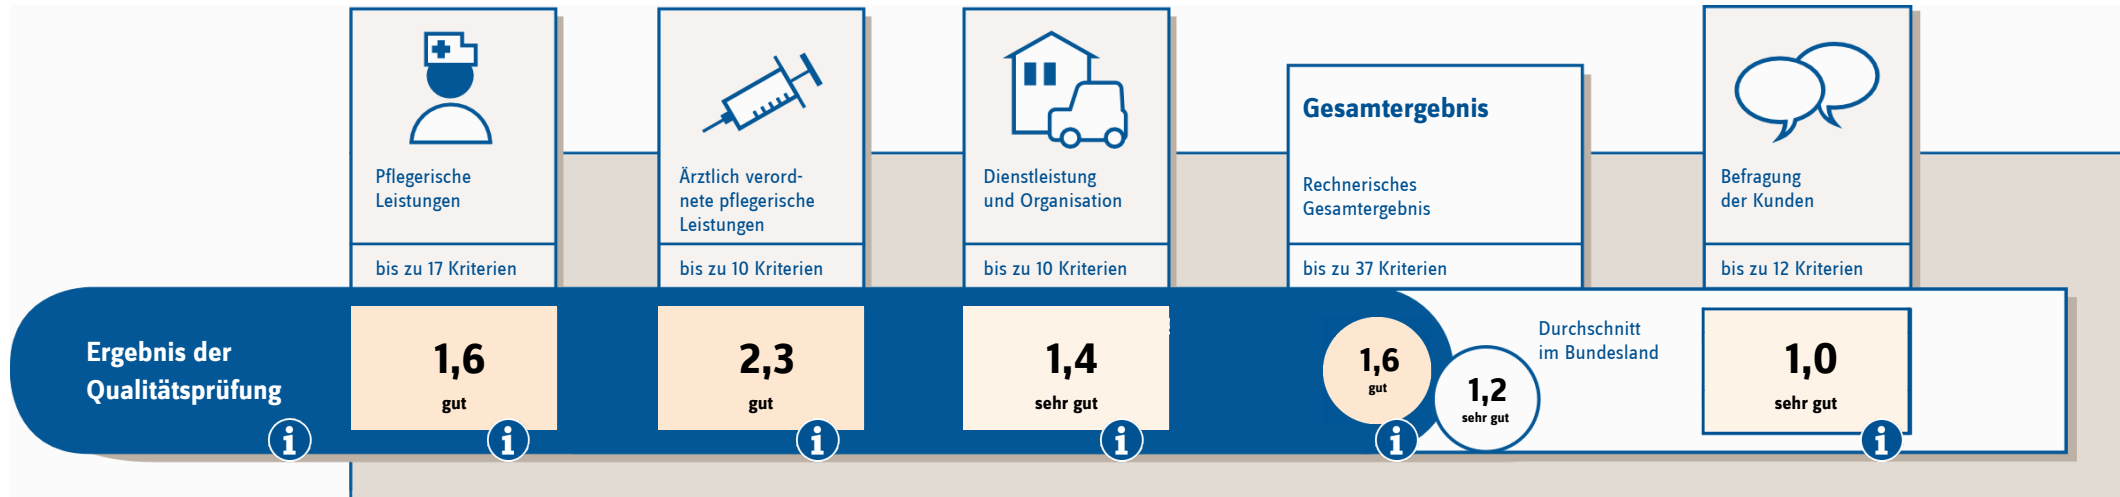 Pflegerische
Leistungen
bis zu 17 Kriterien
Ärztlich verord-
nete pflegerische
Leistungen
bis zu 10 Kriterien
Dienstleistung
und Organisation
bis zu 10 Kriterien
Gesamtergebnis
Rechnerisches
Gesamtergebnis
bis zu 37 Kriterien
Befragung
der Kunden
bis zu 12 Kriterien
Ergebnis der
Qualitätsprüfung
i
1,6
gut
i
2,3
gut
i
1,4
sehr gut
i
1,6
gut
i
1,2
sehr gut
Durchschnitt
im Bundesland
1,0
sehr gut
i